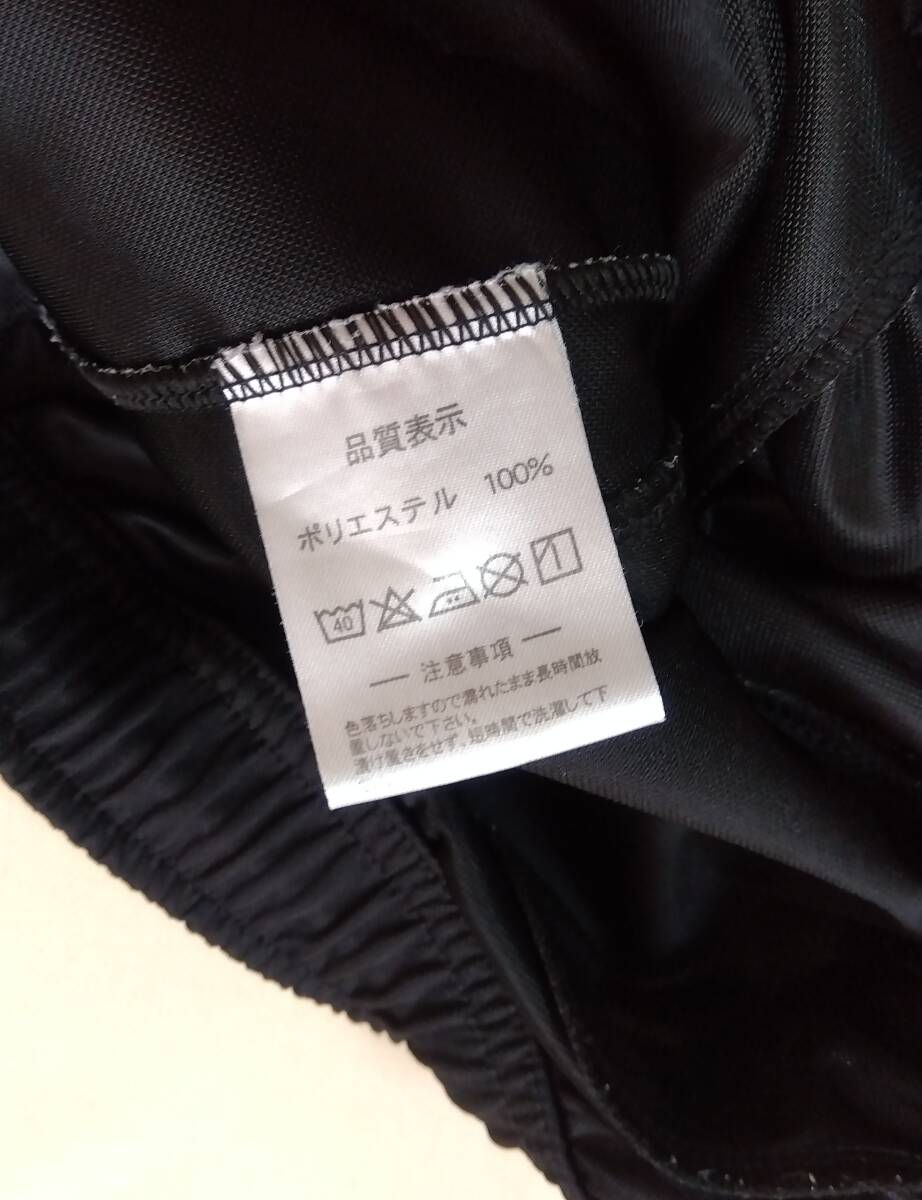 品質表示
ポリエステル 100%
40
― 注意事項 ―
色落ちしますので濡れたまま長時間放
置しないで下さい。
漬け置きをせず、短時間で洗濯して下